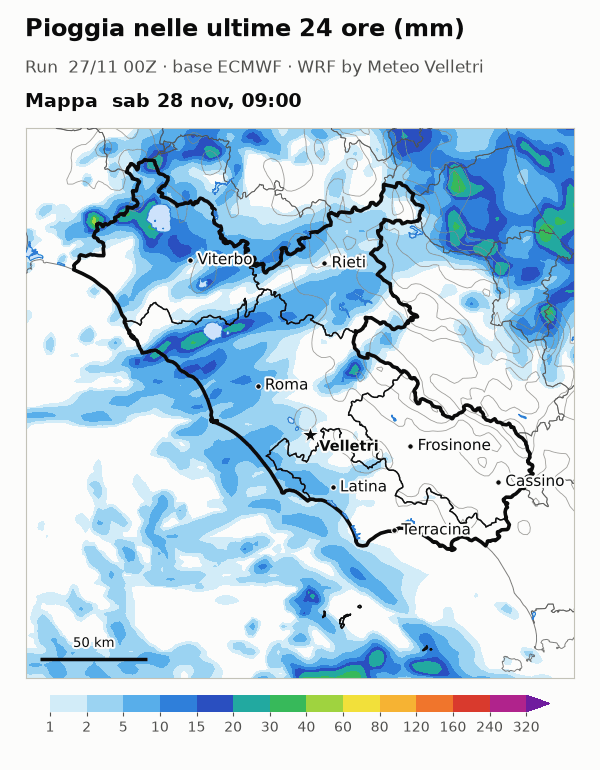 Pioggia nelle ultime 24 ore (mm)
Run  27/11 00Z · base ECMWF · WRF by Meteo Velletri
Mappa  sab 28 nov, 09:00
Viterbo
Rieti
Roma
Velletri
Frosinone
Cassino
Latina
Terracina
50 km
1 2 5 10 15 20 30 40 60 80 120 160 240 320